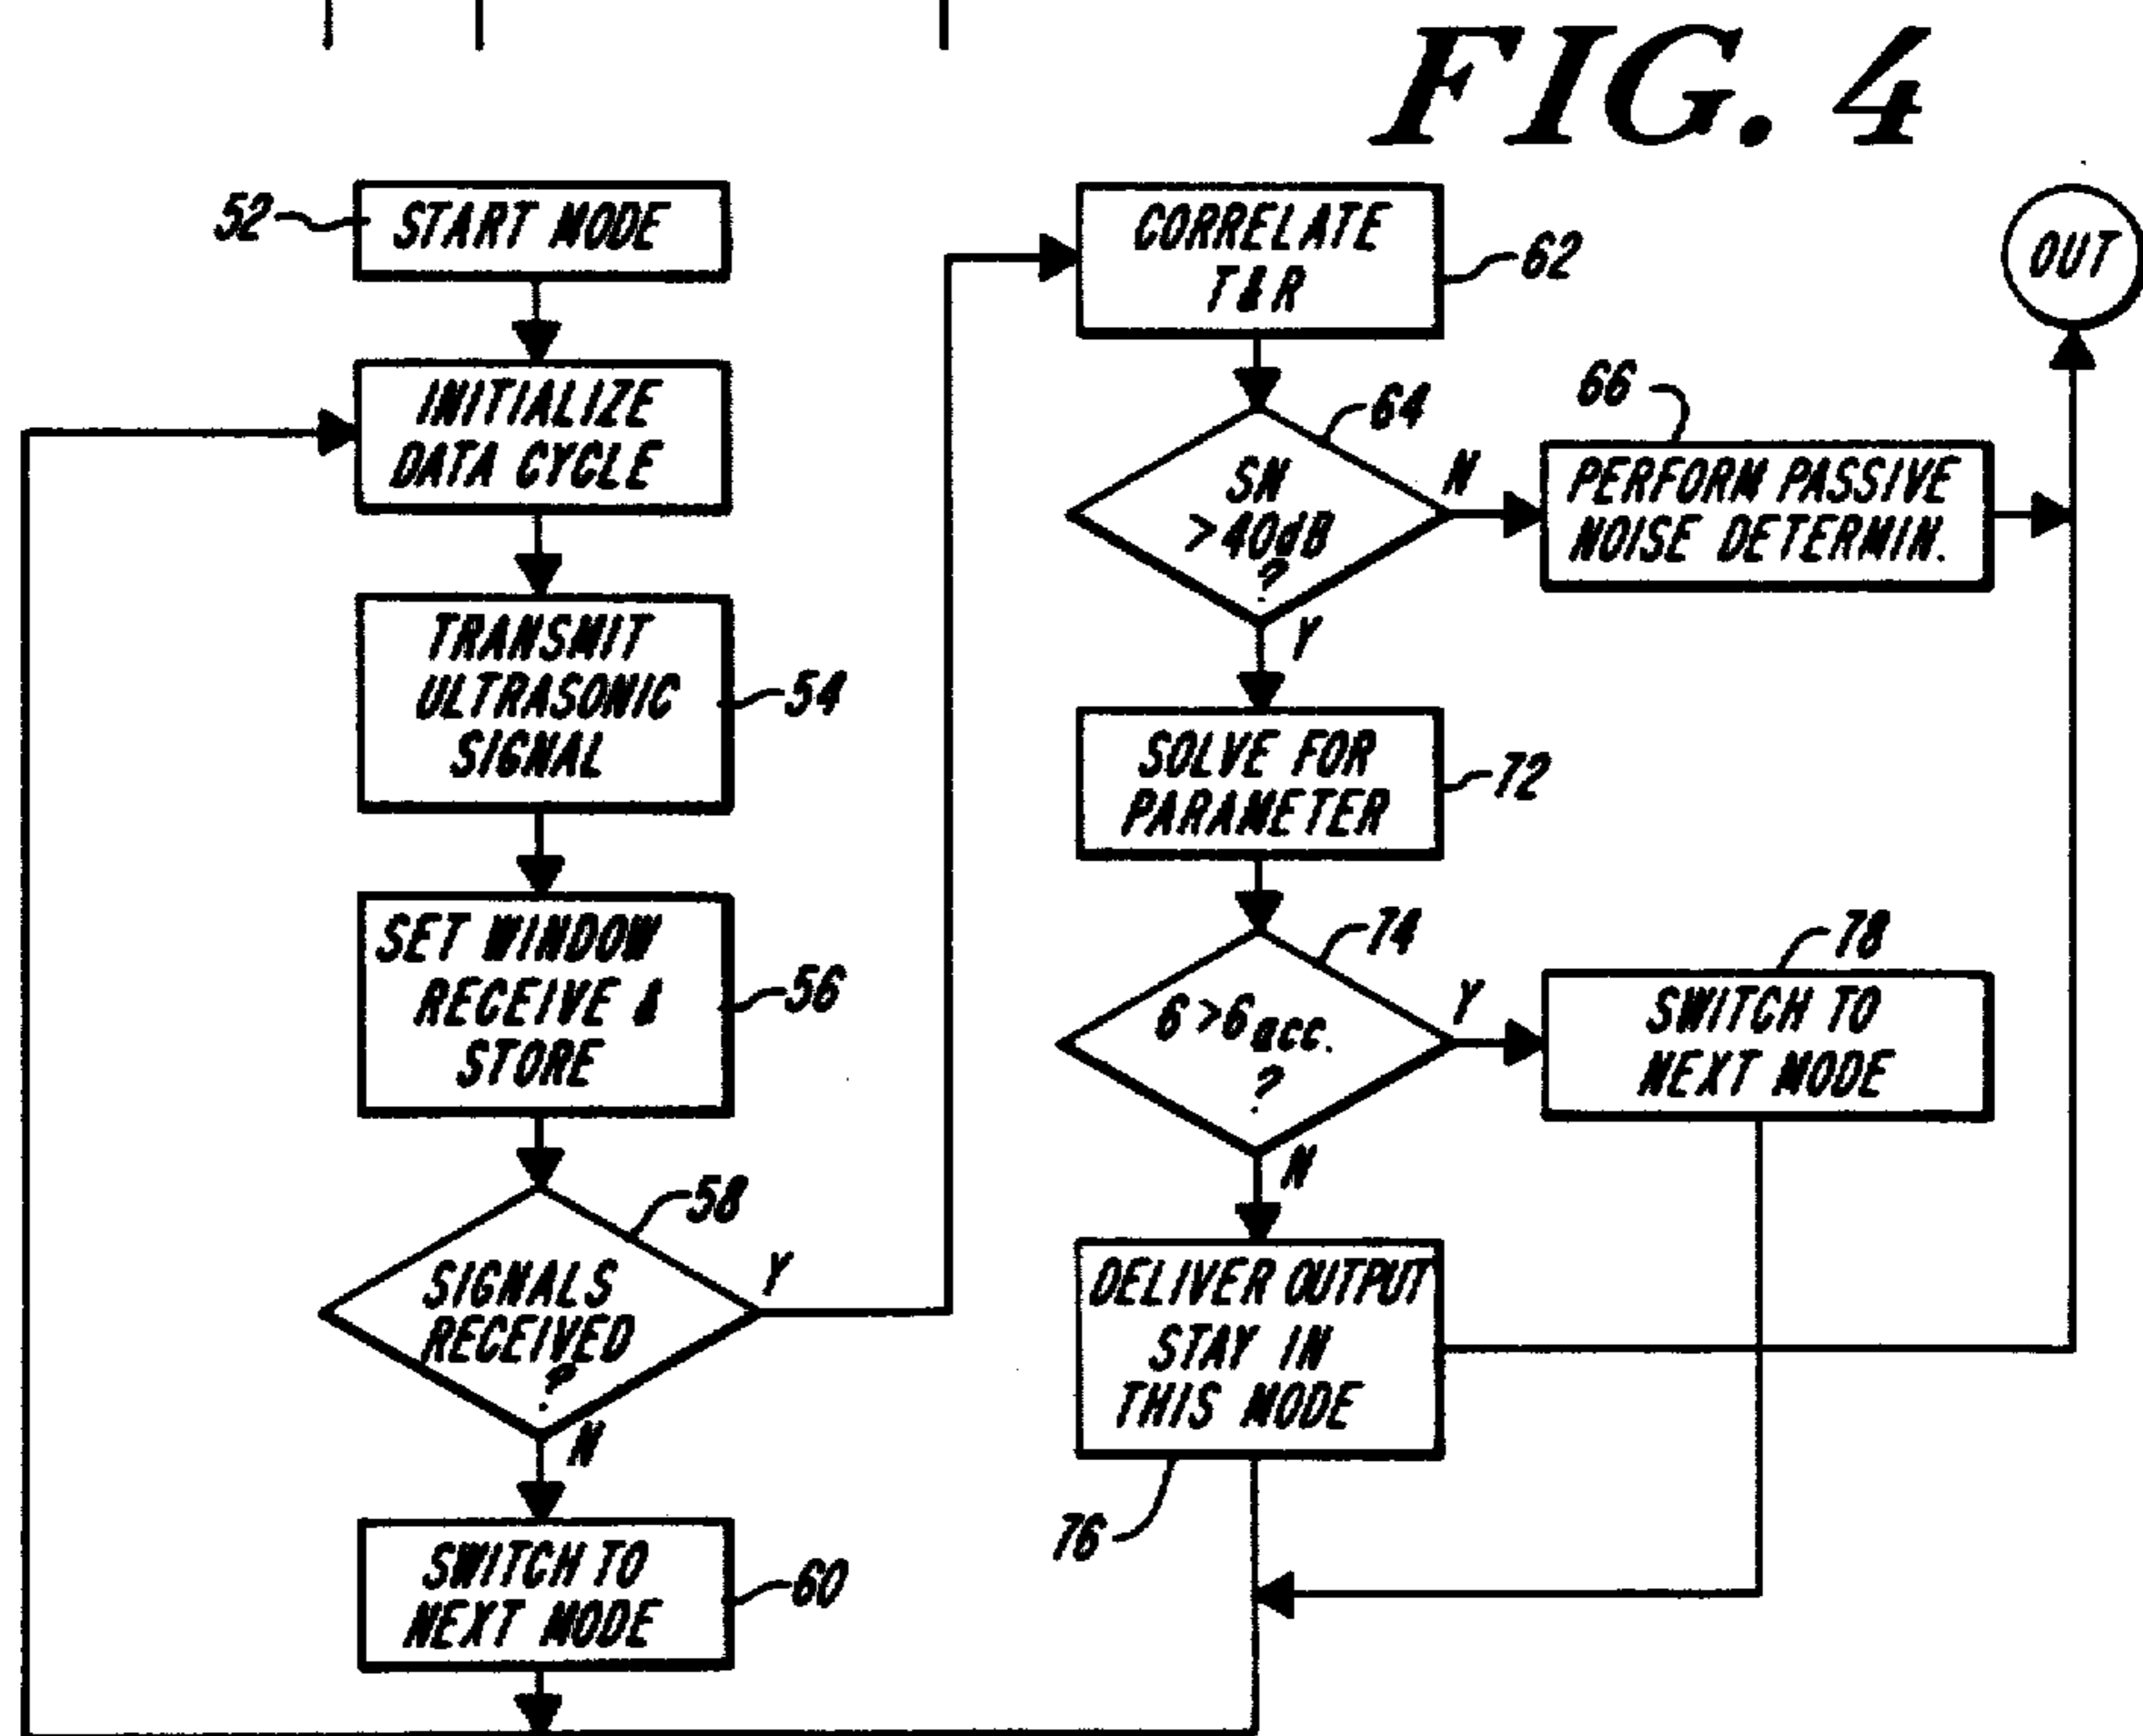 FIG. 4
52
START MODE
INITIALIZE
DATA CYCLE
TRANSMIT
ULTRASONIC
SIGNAL
54
SET WINDOW
RECEIVE &
STORE
56
58
SIGNALS
RECEIVED
?
Y
N
SWITCH TO
NEXT MODE
60
CORRELATE
T&R
62
64
SN
>40dB
?
N
Y
66
PERFORM PASSIVE
NOISE DETERMIN.
OUT
SOLVE FOR
PARAMETER
72
74
6>6acc.
?
Y
N
78
SWITCH TO
NEXT MODE
DELIVER OUTPUT
STAY IN
THIS MODE
76